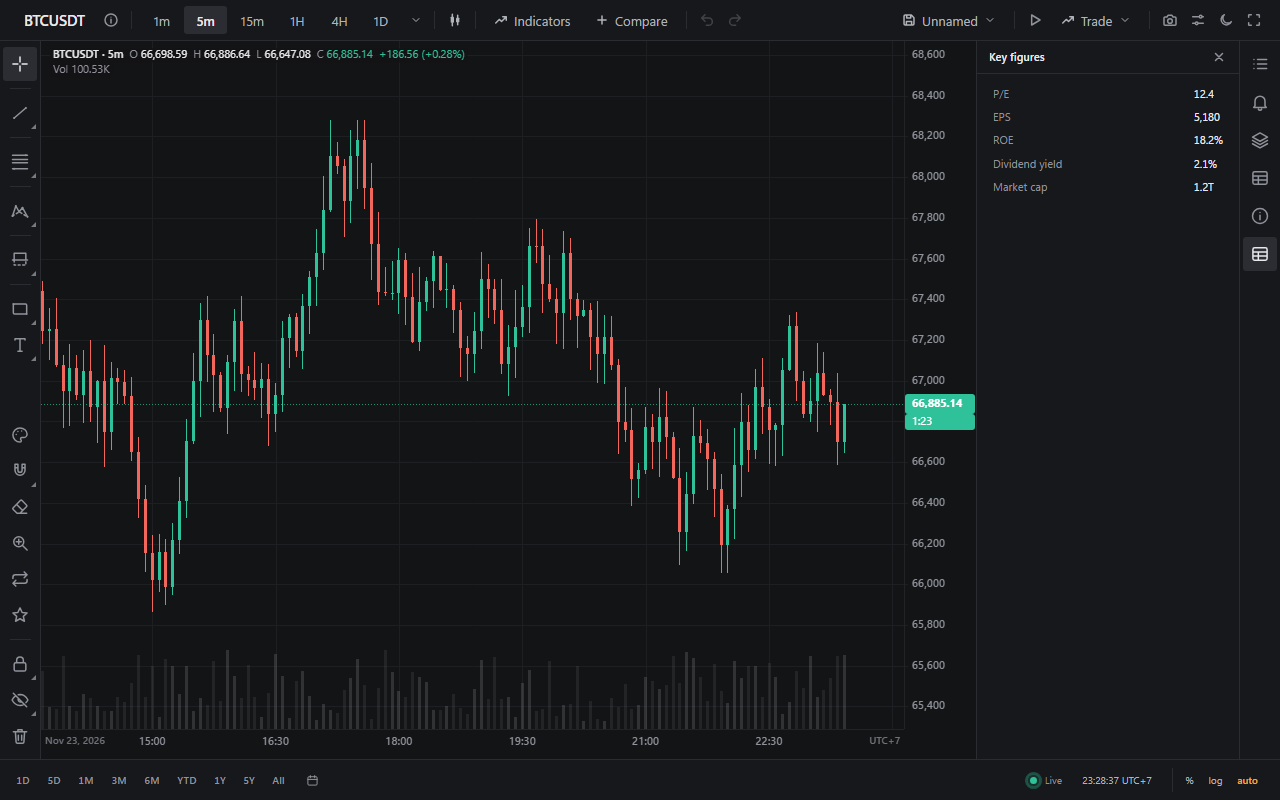 BTCUSDT 1m 5m 15m 1H 4H 1D Indicators Compare Unnamed Trade
BTCUSDT · 5m O 66,698.59 H 66,886.64 L 66,647.08 C 66,885.14 +186.56 (+0.28%)
Vol 100.53K
68,600
68,400
68,200
68,000
67,800
67,600
67,400
67,200
67,000
66,885.14
1:23
66,600
66,400
66,200
66,000
65,800
65,600
65,400
Nov 23, 2026 15:00 16:30 18:00 19:30 21:00 22:30 UTC+7
Key figures
P/E 12.4
EPS 5,180
ROE 18.2%
Dividend yield 2.1%
Market cap 1.2T
T
1D 5D 1M 3M 6M YTD 1Y 5Y All Live 23:28:37 UTC+7 % log auto